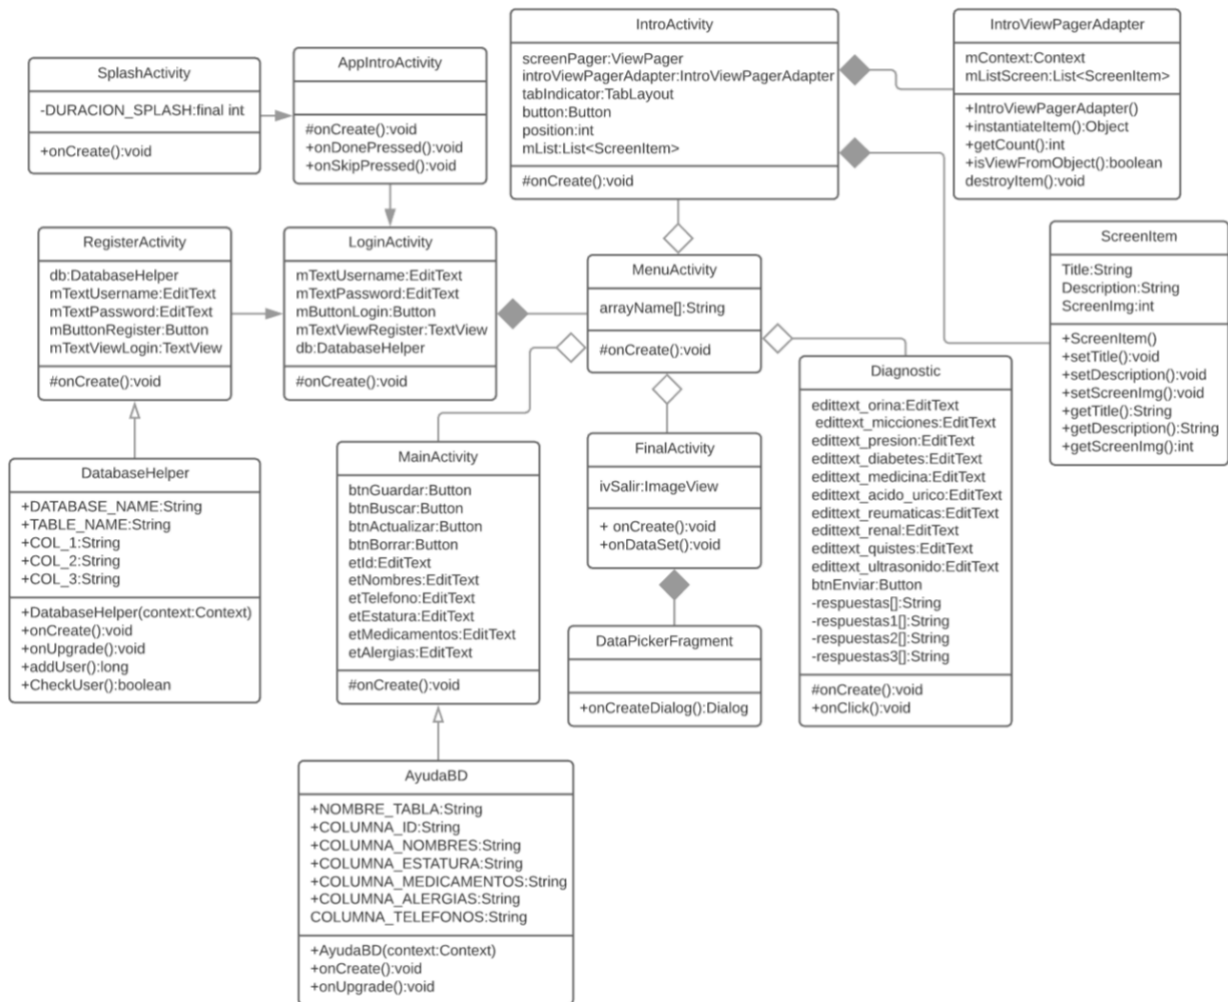 SplashActivity
-DURACION_SPLASH:final int
+onCreate():void
AppIntroActivity
#onCreate():void
+onDonePressed():void
+onSkipPressed():void
IntroActivity
screenPager:ViewPager
introViewPagerAdapter:IntroViewPagerAdapter
tabIndicator:TabLayout
button:Button
position:int
mList:List<ScreenItem>
#onCreate():void
IntroViewPagerAdapter
mContext:Context
mListScreen:List<ScreenItem>
+IntroViewPagerAdapter()
+instantiateItem():Object
+getCount():int
+isViewFromObject():boolean
destroyItem():void
RegisterActivity
db:DatabaseHelper
mTextUsername:EditText
mTextPassword:EditText
mButtonRegister:Button
mTextViewLogin:TextView
#onCreate():void
LoginActivity
mTextUsername:EditText
mTextPassword:EditText
mButtonLogin:Button
mTextViewRegister:TextView
db:DatabaseHelper
#onCreate():void
MenuActivity
arrayName[]:String
#onCreate():void
ScreenItem
Title:String
Description:String
ScreenImg:int
+ScreenItem()
+setTitle():void
+setDescription():void
+setScreenImg():void
+getTitle():String
+getDescription():String
+getScreenImg():int
DatabaseHelper
+DATABASE_NAME:String
+TABLE_NAME:String
+COL_1:String
+COL_2:String
+COL_3:String
+DatabaseHelper(context:Context)
+onCreate():void
+onUpgrade():void
+addUser():long
+CheckUser():boolean
MainActivity
btnGuardar:Button
btnBuscar:Button
btnActualizar:Button
btnBorrar:Button
etId:EditText
etNombres:EditText
etTelefono:EditText
etEstatura:EditText
etMedicamentos:EditText
etAlergias:EditText
#onCreate():void
FinalActivity
ivSalir:ImageView
+ onCreate():void
+onDataSet():void
Diagnostic
edittext_orina:EditText
edittext_micciones:EditText
edittext_presion:EditText
edittext_diabetes:EditText
edittext_medicina:EditText
edittext_acido_urico:EditText
edittext_reumaticas:EditText
edittext_renal:EditText
edittext_quistes:EditText
edittext_ultrasonido:EditText
btnEnviar:Button
-respuestas[]:String
-respuestas1[]:String
-respuestas2[]:String
-respuestas3[]:String
#onCreate():void
+onClick():void
DataPickerFragment
+onCreateDialog():Dialog
AyudaBD
+NOMBRE_TABLA:String
+COLUMNA_ID:String
+COLUMNA_NOMBRES:String
+COLUMNA_ESTATURA:String
+COLUMNA_MEDICAMENTOS:String
+COLUMNA_ALERGIAS:String
COLUMNA_TELEFONOS:String
+AyudaBD(context:Context)
+onCreate():void
+onUpgrade():void